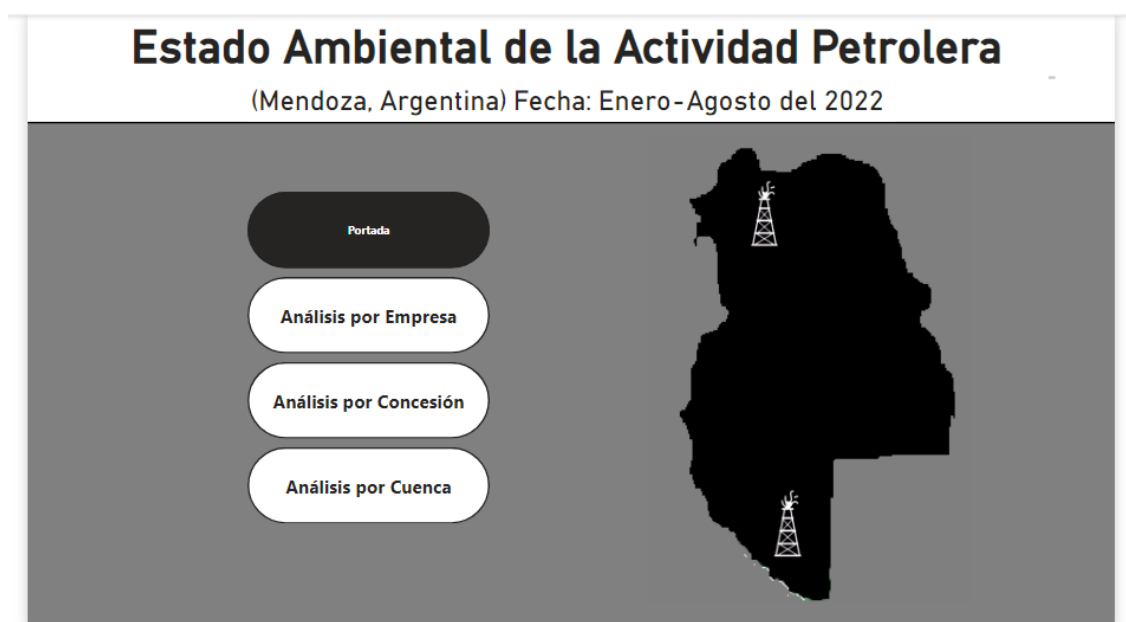 Estado Ambiental de la Actividad Petrolera
(Mendoza, Argentina) Fecha: Enero-Agosto del 2022
Portada
Análisis por Empresa
Análisis por Concesión
Análisis por Cuenca